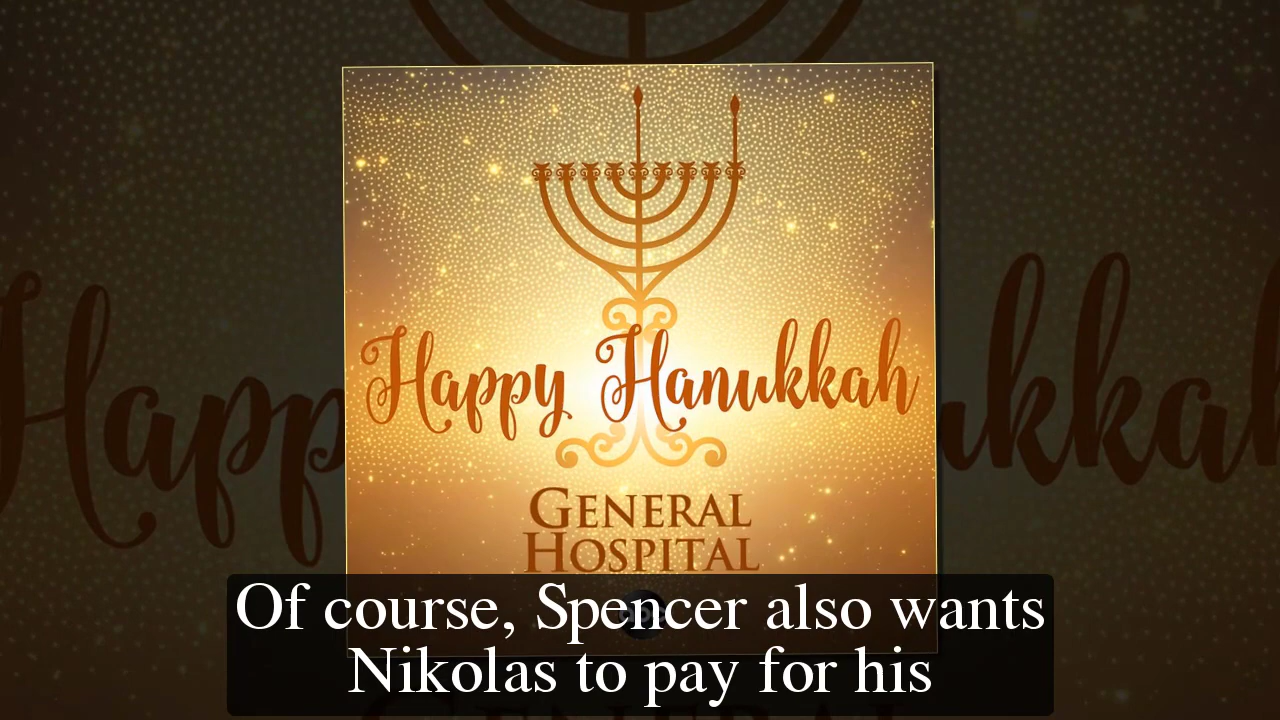 Happy Hanukkah
GENERAL
HOSPITAL
Of course, Spencer also wants
Nikolas to pay for his